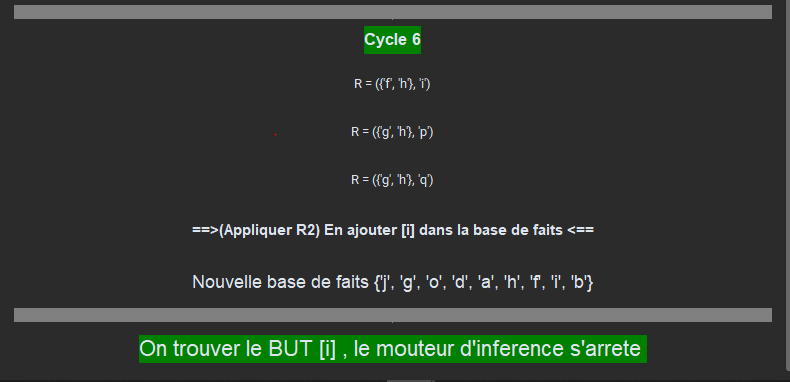 Cycle 6
R = ({'f', 'h'}, 'i')
R = ({'g', 'h'}, 'p')
R = ({'g', 'h'}, 'q')
==>(Appliquer R2) En ajouter [i] dans la base de faits <==
Nouvelle base de faits {'j', 'g', 'o', 'd', 'a', 'h', 'f', 'i', 'b'}
On trouver le BUT [i] , le mouteur d'inference s'arrete